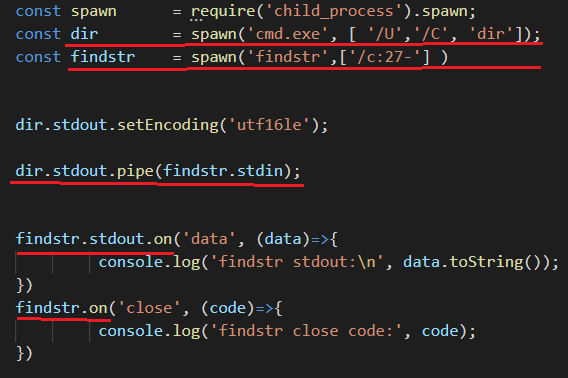 const spawn      = require('child_process').spawn;
const dir        = spawn('cmd.exe', [ '/U','/C', 'dir']);
const findstr    = spawn('findstr',['/c:27-'] )
dir.stdout.setEncoding('utf16le');
dir.stdout.pipe(findstr.stdin);
findstr.stdout.on('data', (data)=>{
        console.log('findstr stdout:\n', data.toString());
})
findstr.on('close', (code)=>{
        console.log('findstr close code:', code);
})